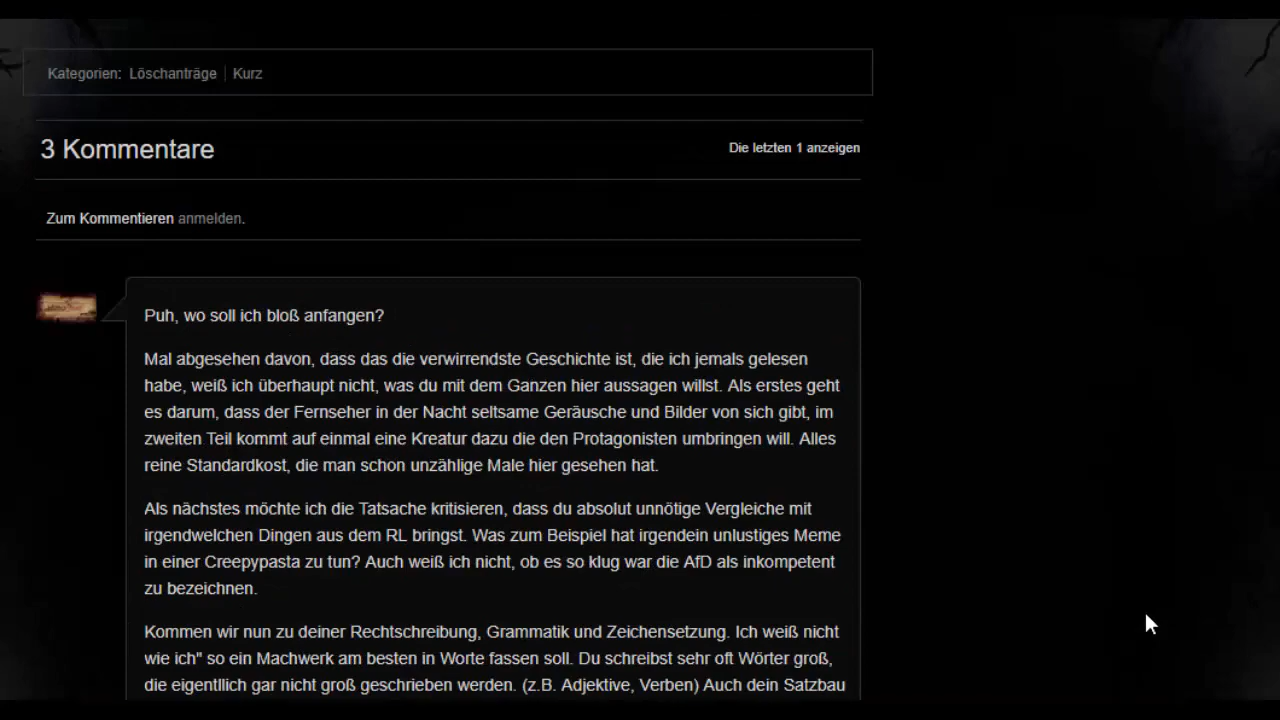 Kategorien: Löschanträge | Kurz
3 Kommentare
Die letzten 1 anzeigen
Zum Kommentieren anmelden.
Puh, wo soll ich bloß anfangen?
Mal abgesehen davon, dass das die verwirrendste Geschichte ist, die ich jemals gelesen
habe, weiß ich überhaupt nicht, was du mit dem Ganzen hier aussagen willst. Als erstes geht
es darum, dass der Fernseher in der Nacht seltsame Geräusche und Bilder von sich gibt, im
zweiten Teil kommt auf einmal eine Kreatur dazu die den Protagonisten umbringen will. Alles
reine Standardkost, die man schon unzählige Male hier gesehen hat.
Als nächstes möchte ich die Tatsache kritisieren, dass du absolut unnötige Vergleiche mit
irgendwelchen Dingen aus dem RL bringst. Was zum Beispiel hat irgendein unlustiges Meme
in einer Creepypasta zu tun? Auch weiß ich nicht, ob es so klug war die AfD als inkompetent
zu bezeichnen.
Kommen wir nun zu deiner Rechtschreibung, Grammatik und Zeichensetzung. Ich weiß nicht
wie ich" so ein Machwerk am besten in Worte fassen soll. Du schreibst sehr oft Wörter groß,
die eigentllich gar nicht groß geschrieben werden. (z.B. Adjektive, Verben) Auch dein Satzbau